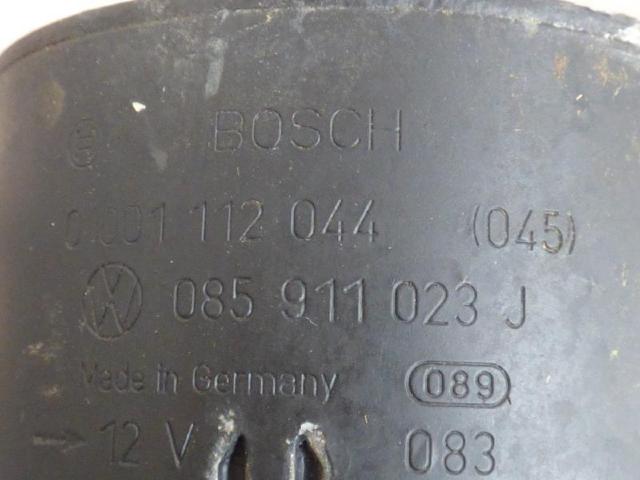 BOSCH
0 001 112 044 (045)
085 911 023 J
Made in Germany 089
12 V 083